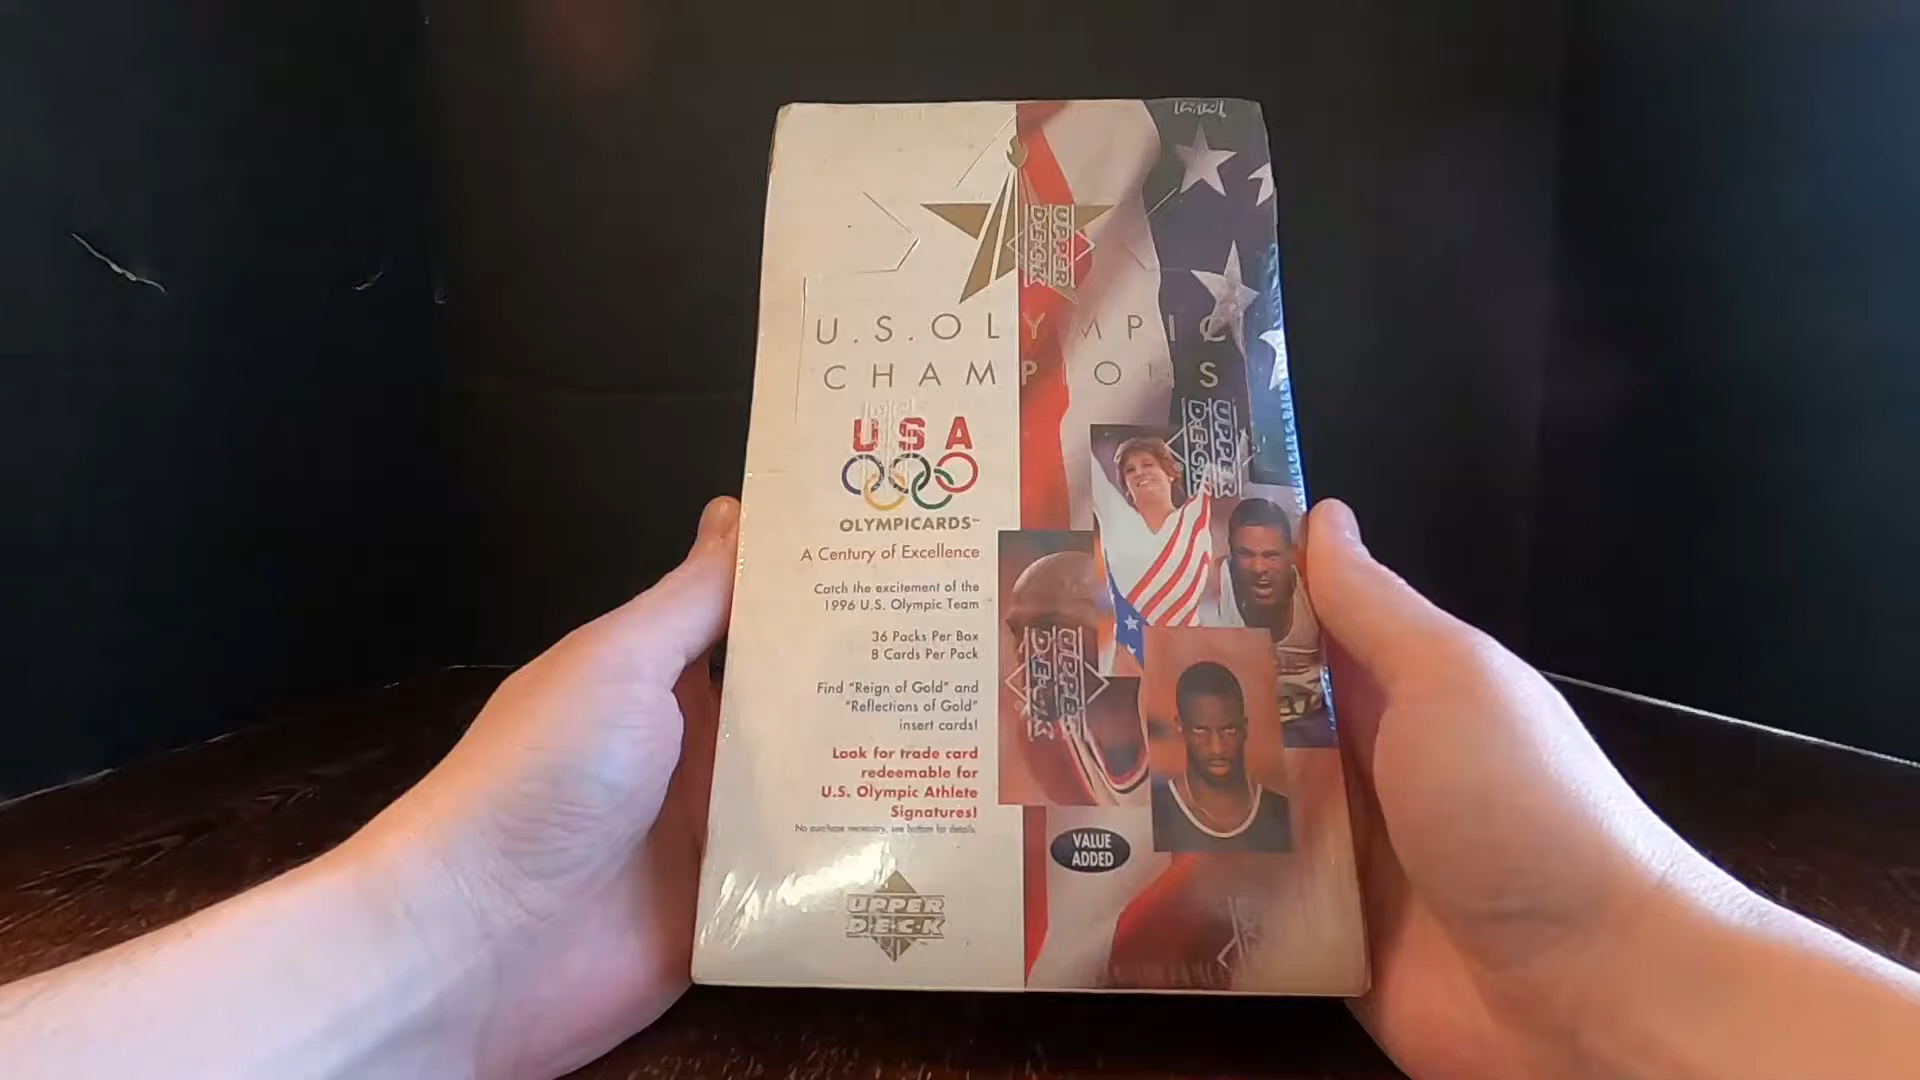 UPPER
DECK
U.S.OLYMPIC
CHAMPIONS
UPPER
DECK
USA
OLYMPICARDS™
A Century of Excellence
Catch the excitement of the
1996 U.S. Olympic Team
36 Packs Per Box
8 Cards Per Pack
Find "Reign of Gold" and
"Reflections of Gold"
insert cards!
UPPER
DECK
Look for trade card
redeemable for
U.S. Olympic Athlete
Signatures!
No purchase necessary, see bottom for details.
VALUE
ADDED
UPPER
DECK